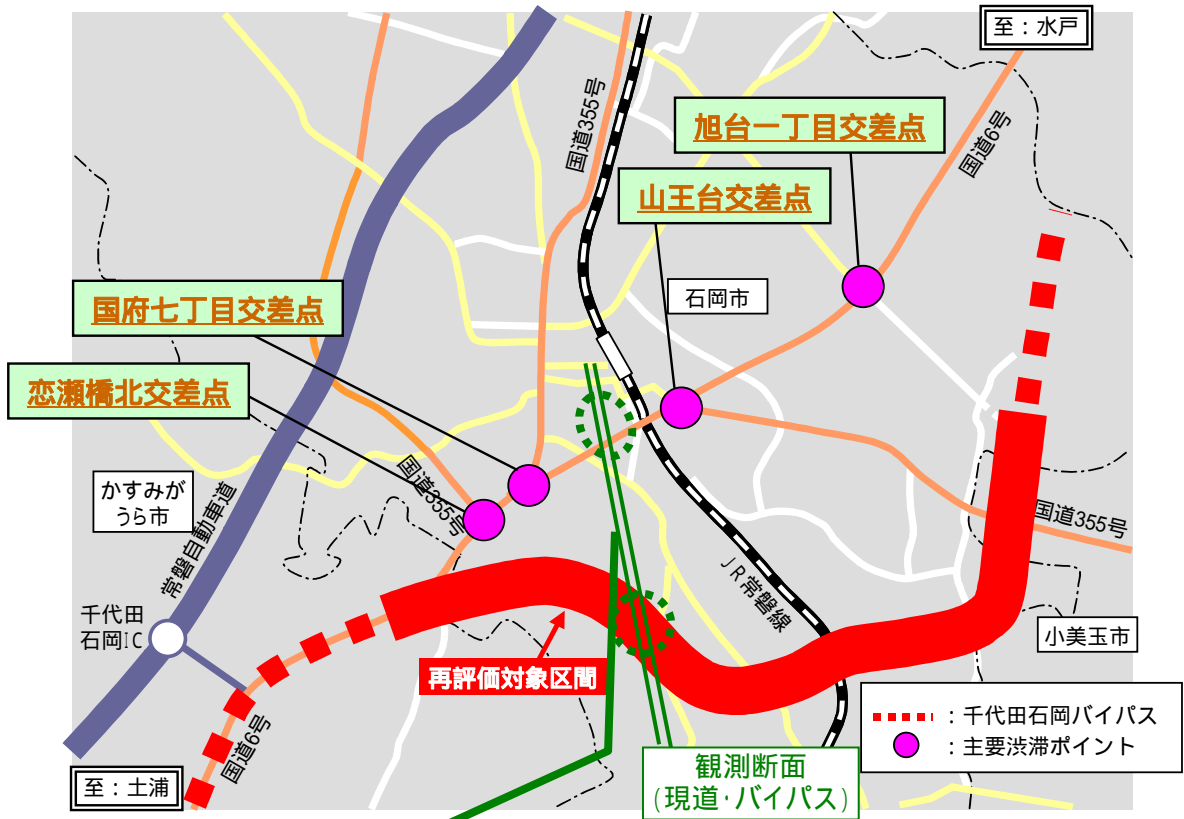 至：水戸
国道355号
旭台一丁目交差点
国道6号
山王台交差点
国府七丁目交差点
石岡市
恋瀬橋北交差点
国道355号
かすみが
うら市
常磐自動車道
国道355号
JR常磐線
千代田
石岡IC
小美玉市
再評価対象区間
国道6号
：千代田石岡バイパス
：主要渋滞ポイント
観測断面
(現道･バイパス)
至：土浦